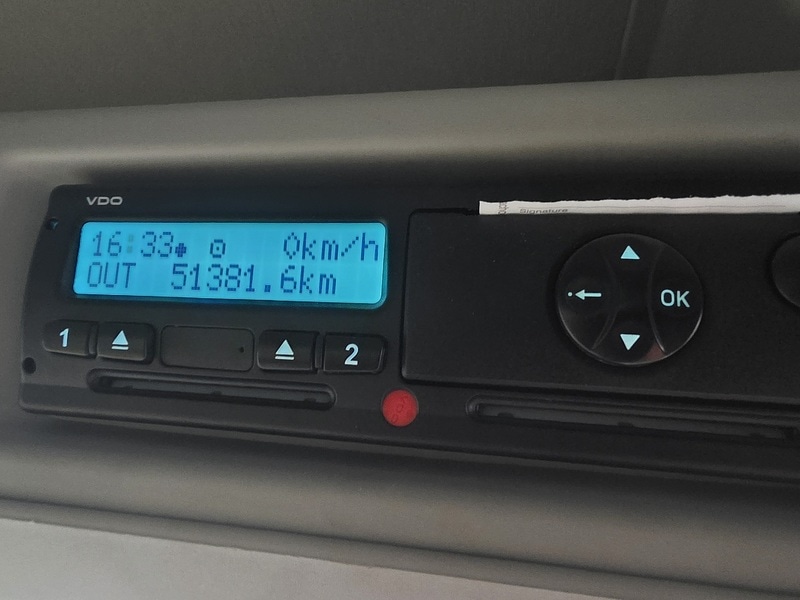 VDO
16:33 0km/h
OUT 51381.6km
1
2
OK
Signature